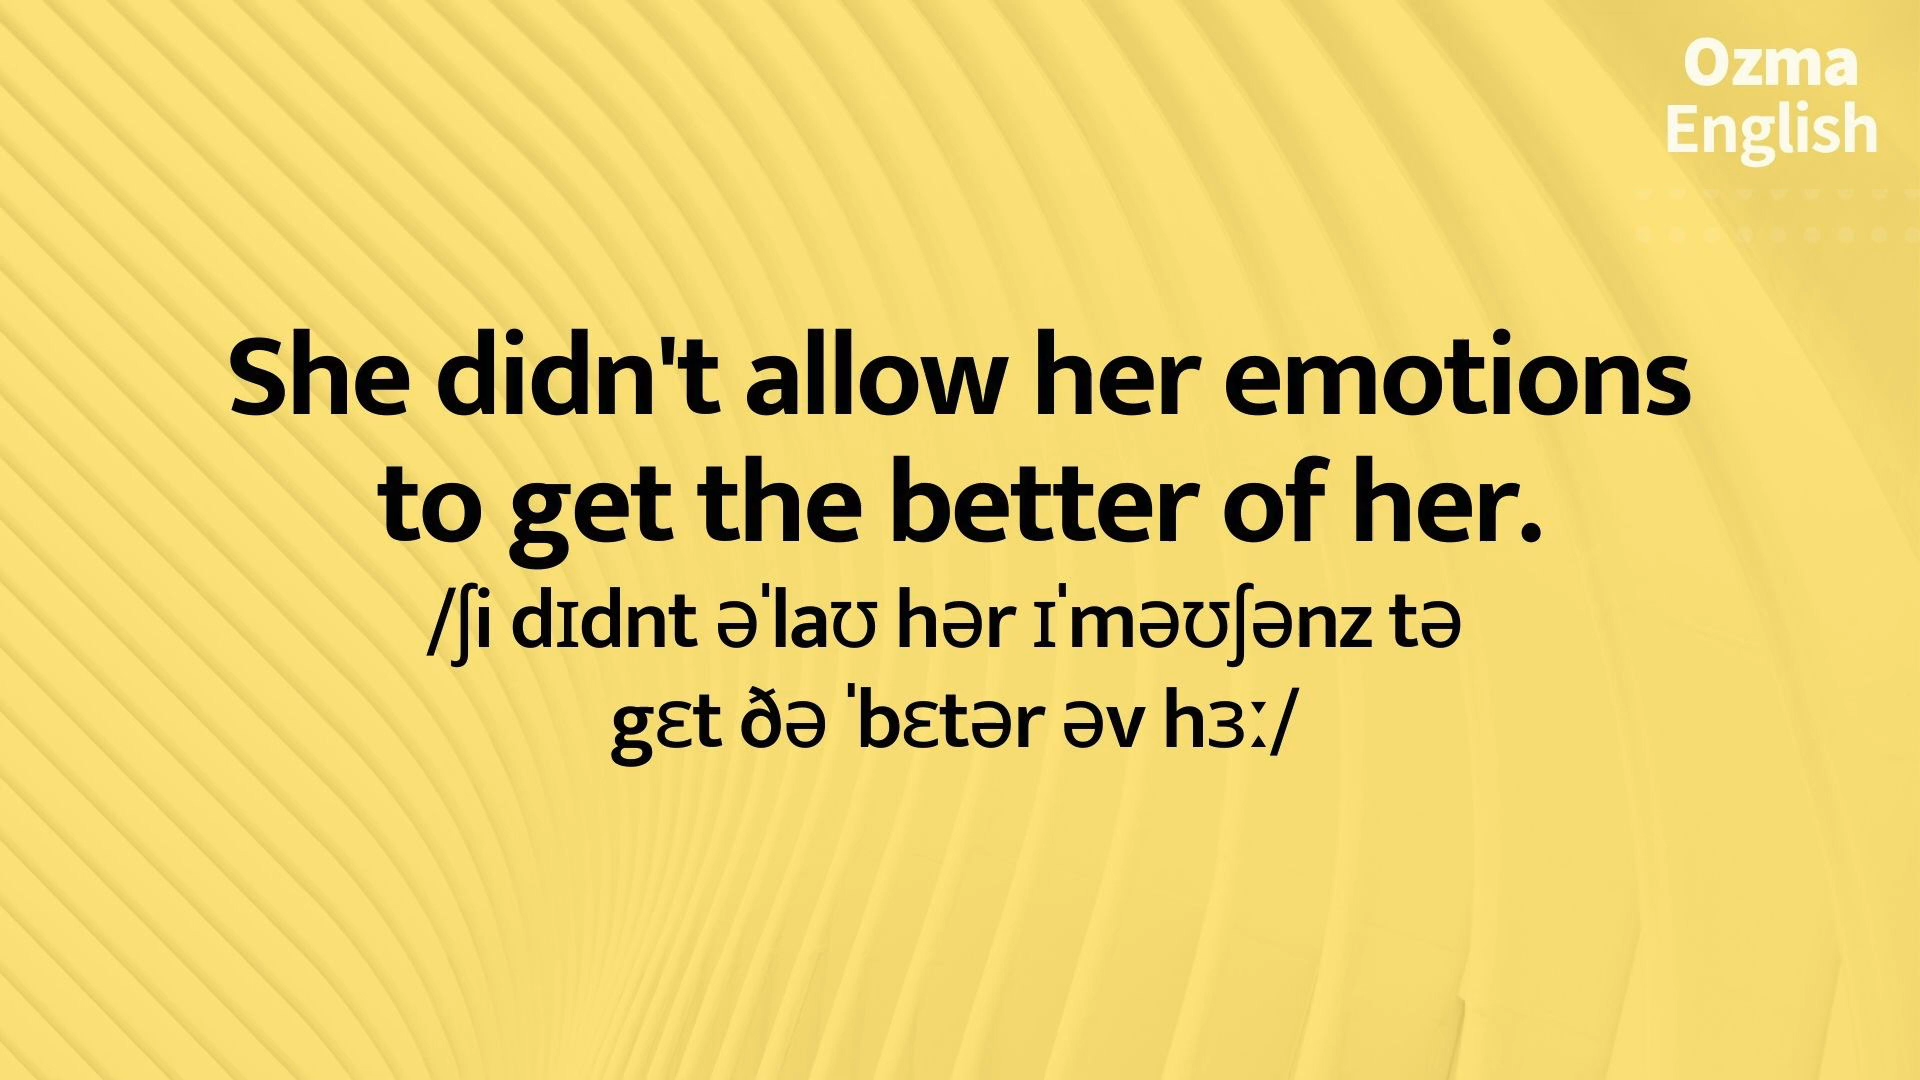 Ozma
English
She didn't allow her emotions
to get the better of her.
/ʃi dɪdnt əˈlaʊ hər ɪˈməʊʃənz tə
gɛt ðə ˈbɛtər əv hɜː/